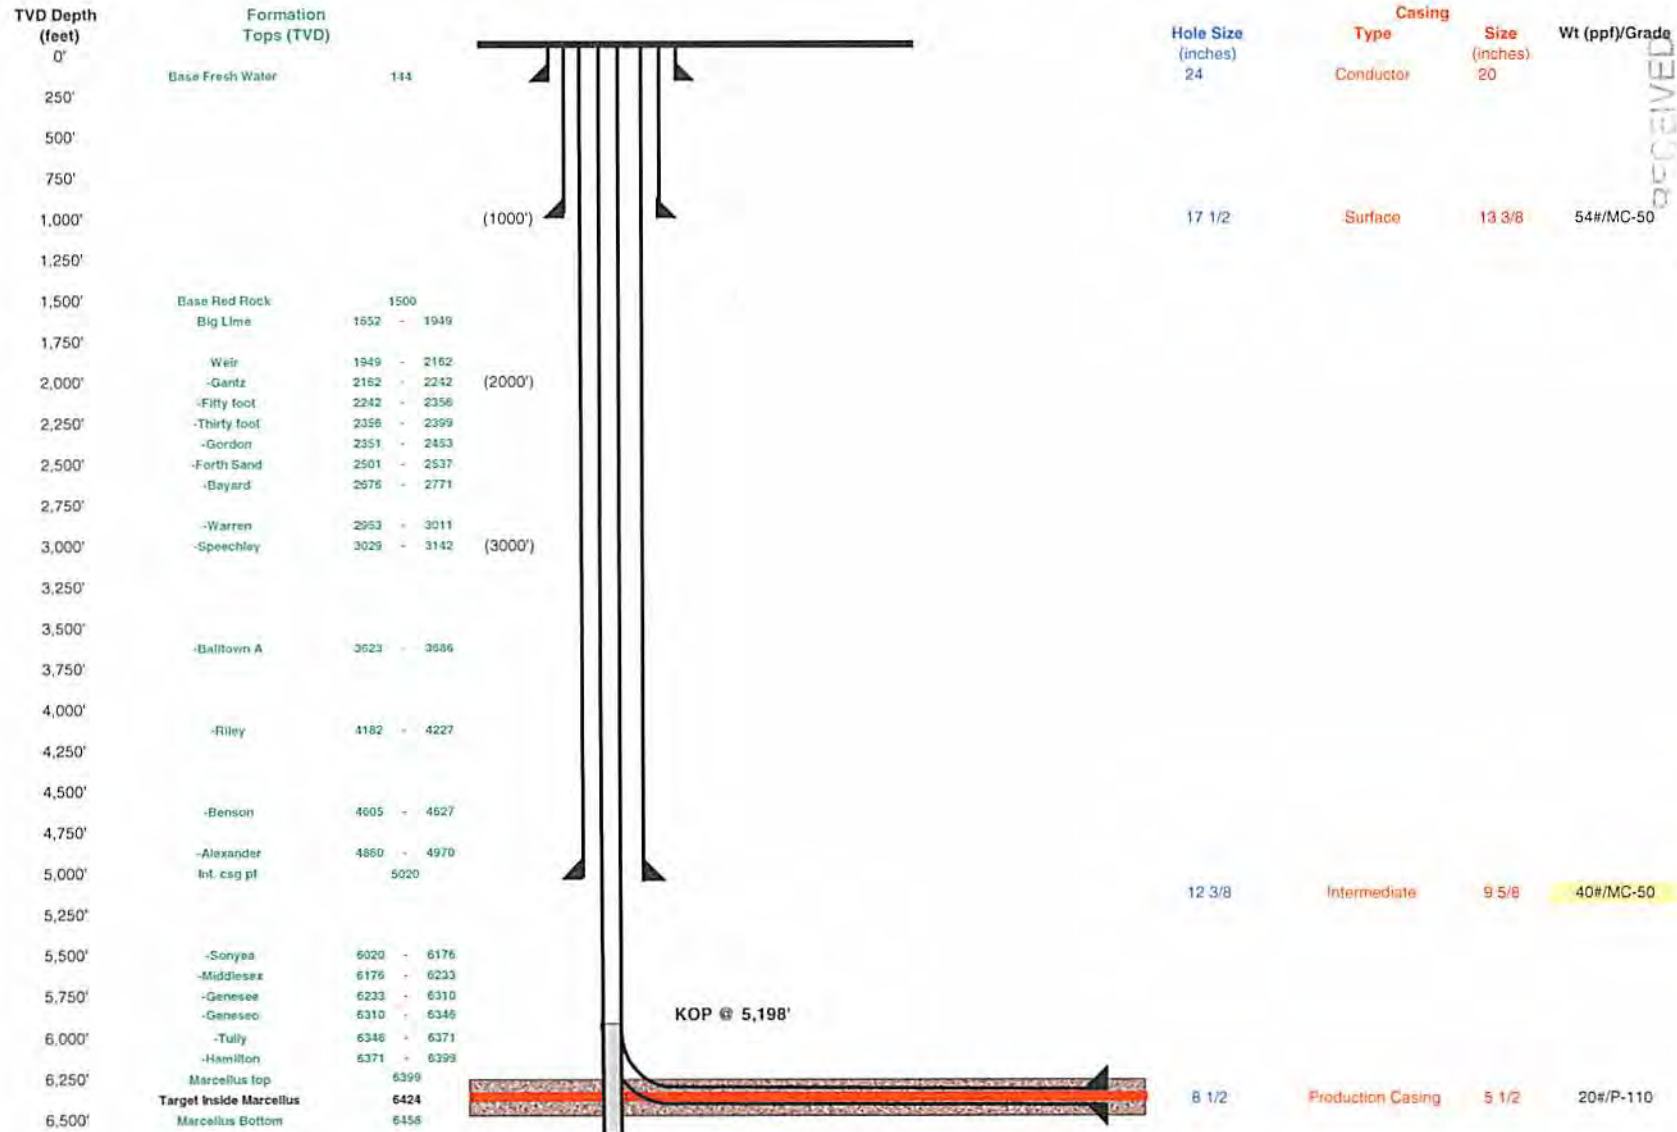 TVD Depth Formation Casing
(feet) Tops (TVD) Hole Size Type Size Wt (ppf)/Grade
0' (inches) (inches)
Base Fresh Water 144 24 Conductor 20
250'
500'
750'
1,000' (1000') 17 1/2 Surface 13 3/8 54#/MC-50
1,250'
1,500' Base Red Rock 1500
Big Lime 1652 - 1949
1,750'
Weir 1949 - 2162
2,000' -Gantz 2162 - 2242 (2000')
-Fifty foot 2242 - 2356
2,250' -Thirty foot 2356 - 2399
-Gordon 2351 - 2453
2,500' -Forth Sand 2501 - 2537
-Bayard 2676 - 2771
2,750'
-Warren 2953 - 3011
3,000' -Speechley 3029 - 3142 (3000')
3,250'
3,500'
-Balltown A 3623 - 3686
3,750'
4,000'
-Riley 4182 - 4227
4,250'
4,500'
-Benson 4605 - 4627
4,750'
-Alexander 4860 - 4970
5,000' Int. csg pt 5020
12 3/8 Intermediate 9 5/8 40#/MC-50
5,250'
5,500' -Sonyea 6020 - 6176
-Middlesex 6176 - 6233
5,750' -Genesee 6233 - 6310
-Geneseo 6310 - 6346 KOP @ 5,198'
6,000' -Tully 6346 - 6371
-Hamilton 6371 - 6399
6,250' Marcellus top 6399
Target Inside Marcellus 6424 8 1/2 Production Casing 5 1/2 20#/P-110
6,500' Marcellus Bottom 6456
RECEIVED